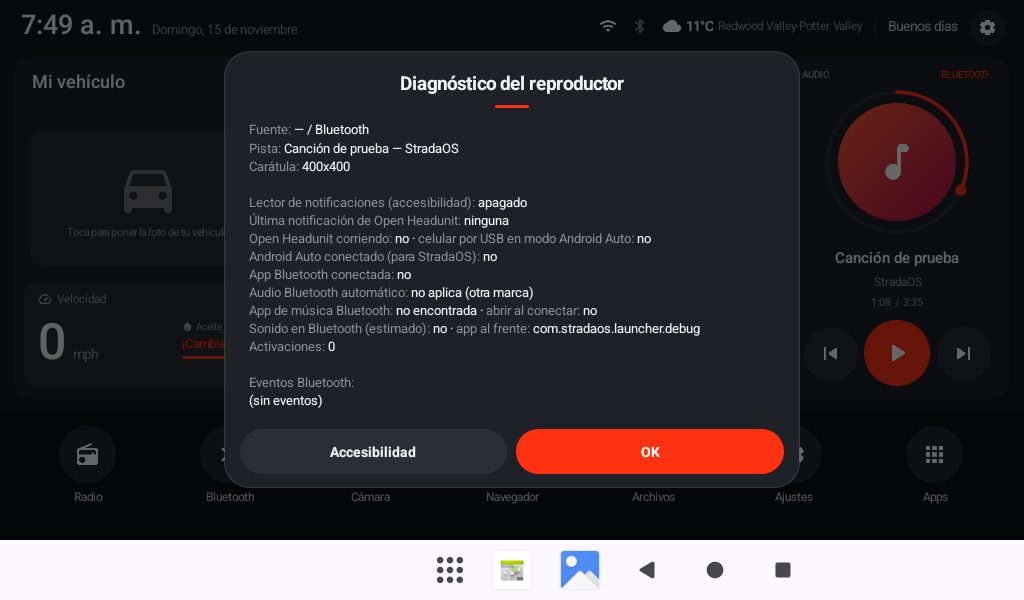 7:49 a. m. Domingo, 15 de noviembre
11°C Redwood Valley-Potter Valley
Buenos días
Mi vehículo
Toca para poner la foto de tu vehícul
Velocidad
0 mph
Aceite
¡Cambia
Diagnóstico del reproductor
Fuente: — / Bluetooth
Pista: Canción de prueba — StradaOS
Carátula: 400x400
Lector de notificaciones (accesibilidad): apagado
Última notificación de Open Headunit: ninguna
Open Headunit corriendo: no · celular por USB en modo Android Auto: no
Android Auto conectado (para StradaOS): no
App Bluetooth conectada: no
Audio Bluetooth automático: no aplica (otra marca)
App de música Bluetooth: no encontrada · abrir al conectar: no
Sonido en Bluetooth (estimado): no · app al frente: com.stradaos.launcher.debug
Activaciones: 0
Eventos Bluetooth:
(sin eventos)
Accesibilidad
OK
AUDIO
BLUETOOTH
Canción de prueba
StradaOS
1:08 / 3:35
Radio
Bluetooth
Cámara
Navegador
Archivos
Ajustes
Apps